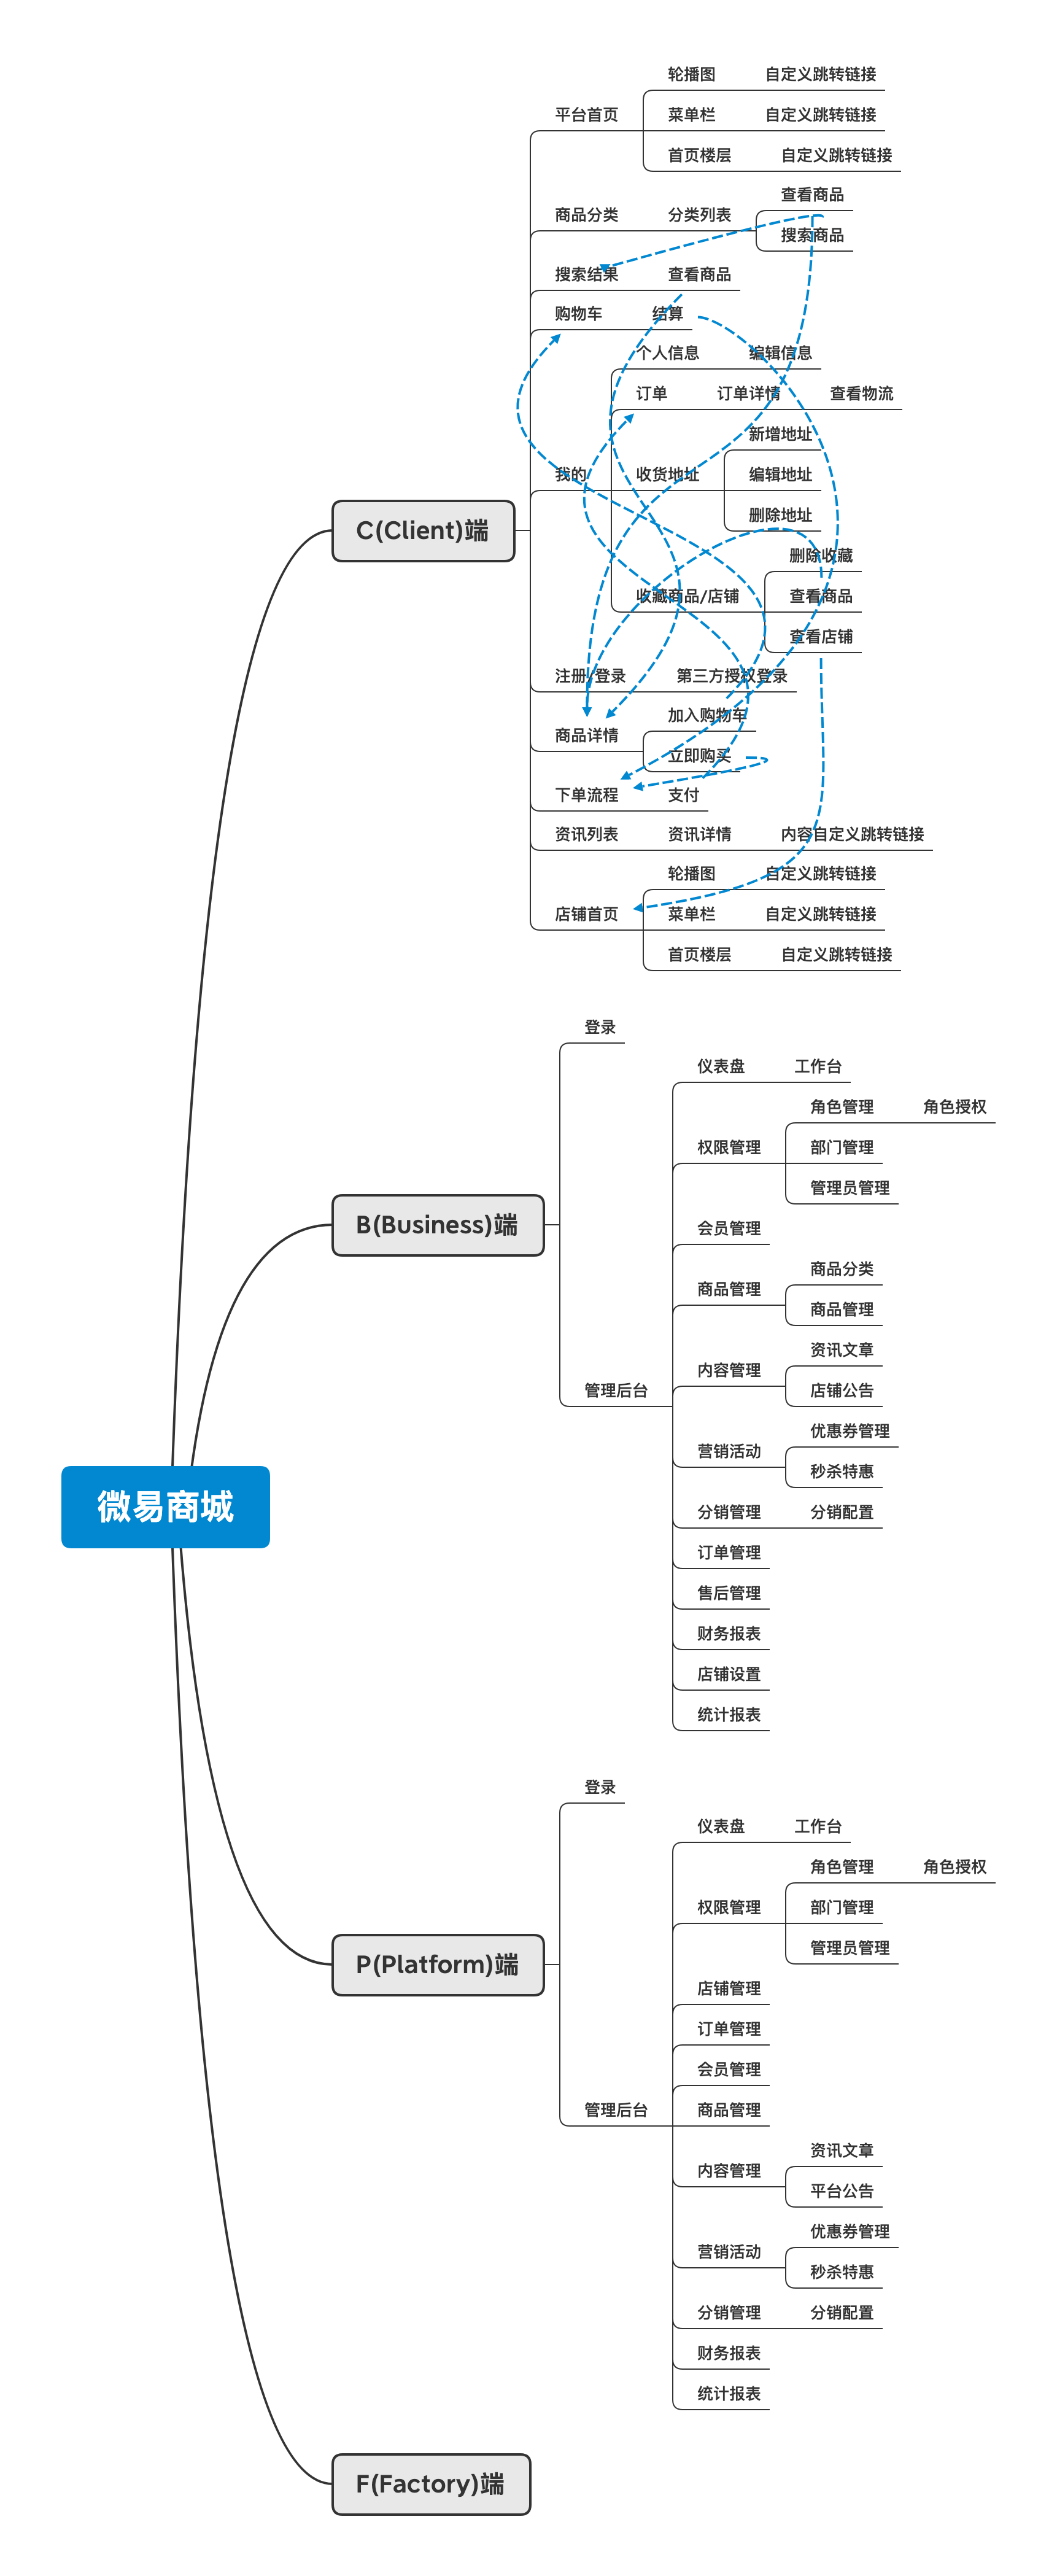 微易商城
C(Client)端
平台首页
轮播图 自定义跳转链接
菜单栏 自定义跳转链接
首页楼层 自定义跳转链接
商品分类 分类列表
查看商品
搜索商品
搜索结果 查看商品
购物车 结算
我的
个人信息 编辑信息
订单 订单详情 查看物流
收货地址
新增地址
编辑地址
删除地址
收藏商品/店铺
删除收藏
查看商品
查看店铺
注册/登录 第三方授权登录
商品详情
加入购物车
立即购买
下单流程 支付
资讯列表 资讯详情 内容自定义跳转链接
店铺首页
轮播图 自定义跳转链接
菜单栏 自定义跳转链接
首页楼层 自定义跳转链接
B(Business)端
登录
管理后台
仪表盘 工作台
权限管理
角色管理 角色授权
部门管理
管理员管理
会员管理
商品管理
商品分类
商品管理
内容管理
资讯文章
店铺公告
营销活动
优惠券管理
秒杀特惠
分销管理 分销配置
订单管理
售后管理
财务报表
店铺设置
统计报表
P(Platform)端
登录
管理后台
仪表盘 工作台
权限管理
角色管理 角色授权
部门管理
管理员管理
店铺管理
订单管理
会员管理
商品管理
内容管理
资讯文章
平台公告
营销活动
优惠券管理
秒杀特惠
分销管理 分销配置
财务报表
统计报表
F(Factory)端